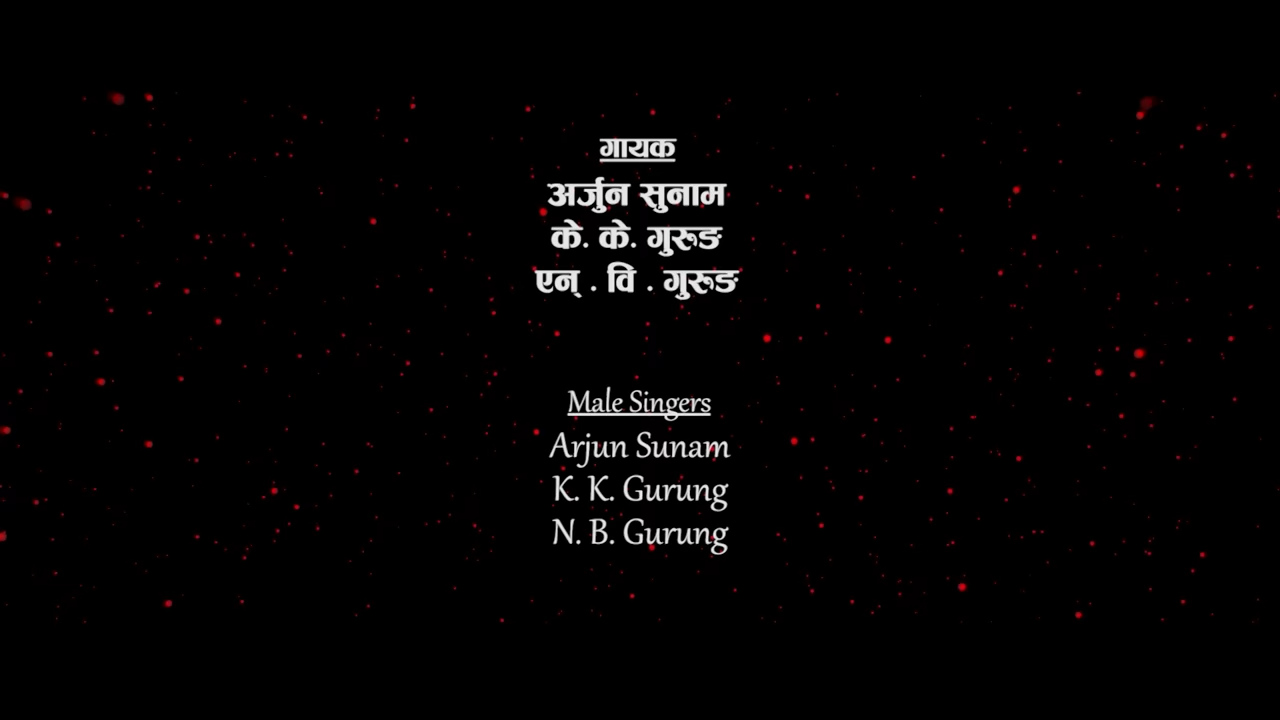 गायक
अर्जुन सुनाम
के. के. गुरूङ
एन् . वि . गुरूङ
Male Singers
Arjun Sunam
K. K. Gurung
N. B. Gurung